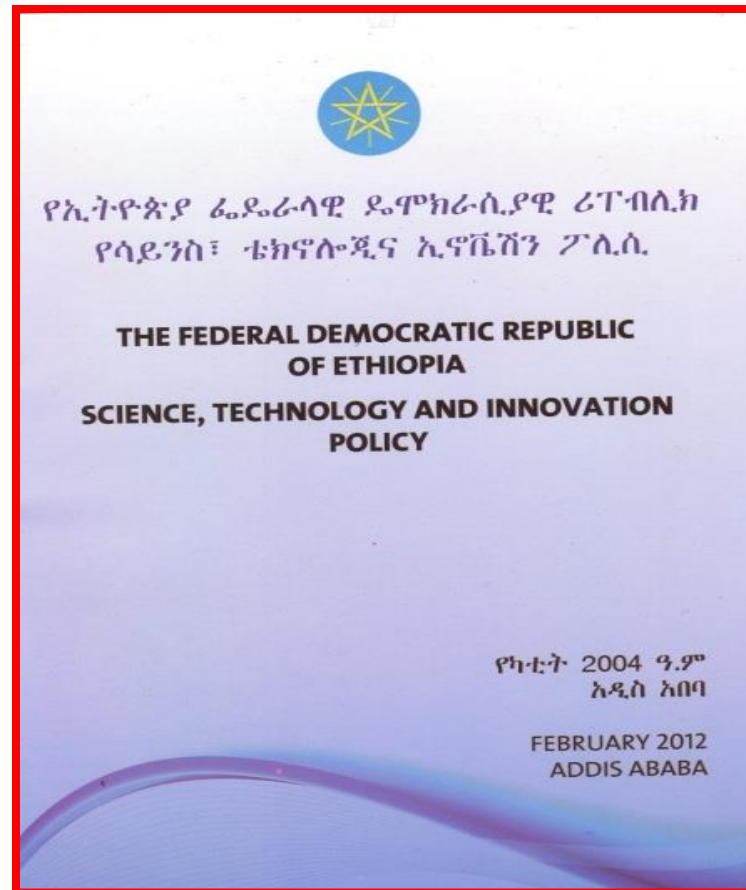 የኢትዮጵያ ፌዴራላዊ ዴሞክራሲያዊ ሪፐብሊክ
የሳይንስ፣ ቴክኖሎጂና ኢኖቬሽን ፖሊሲ
THE FEDERAL DEMOCRATIC REPUBLIC
OF ETHIOPIA
SCIENCE, TECHNOLOGY AND INNOVATION
POLICY
የካቲት 2004 ዓ.ም
አዲስ አበባ
FEBRUARY 2012
ADDIS ABABA